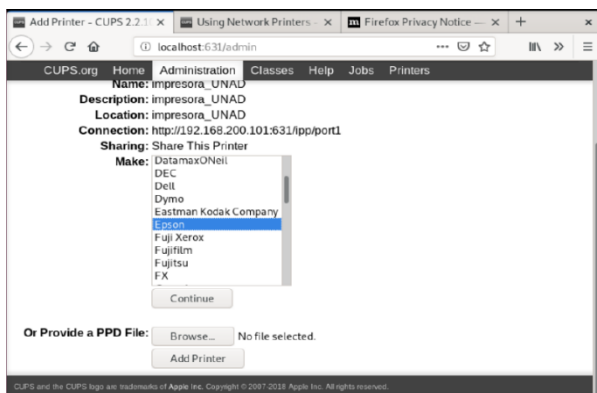 Add Printer - CUPS 2.2.1
Using Network Printers -
Firefox Privacy Notice —
localhost:631/admin
CUPS.org Home Administration Classes Help Jobs Printers
Name: impresora_UNAD
Description: impresora_UNAD
Location: impresora_UNAD
Connection: http://192.168.200.101:631/ipp/port1
Sharing: Share This Printer
Make: DatamaxONeil
DEC
Dell
Dymo
Eastman Kodak Company
Epson
Fuji Xerox
Fujifilm
Fujitsu
FX
Continue
Or Provide a PPD File: Browse... No file selected.
Add Printer
CUPS and the CUPS logo are trademarks of Apple Inc. Copyright © 2007-2018 Apple Inc. All rights reserved.